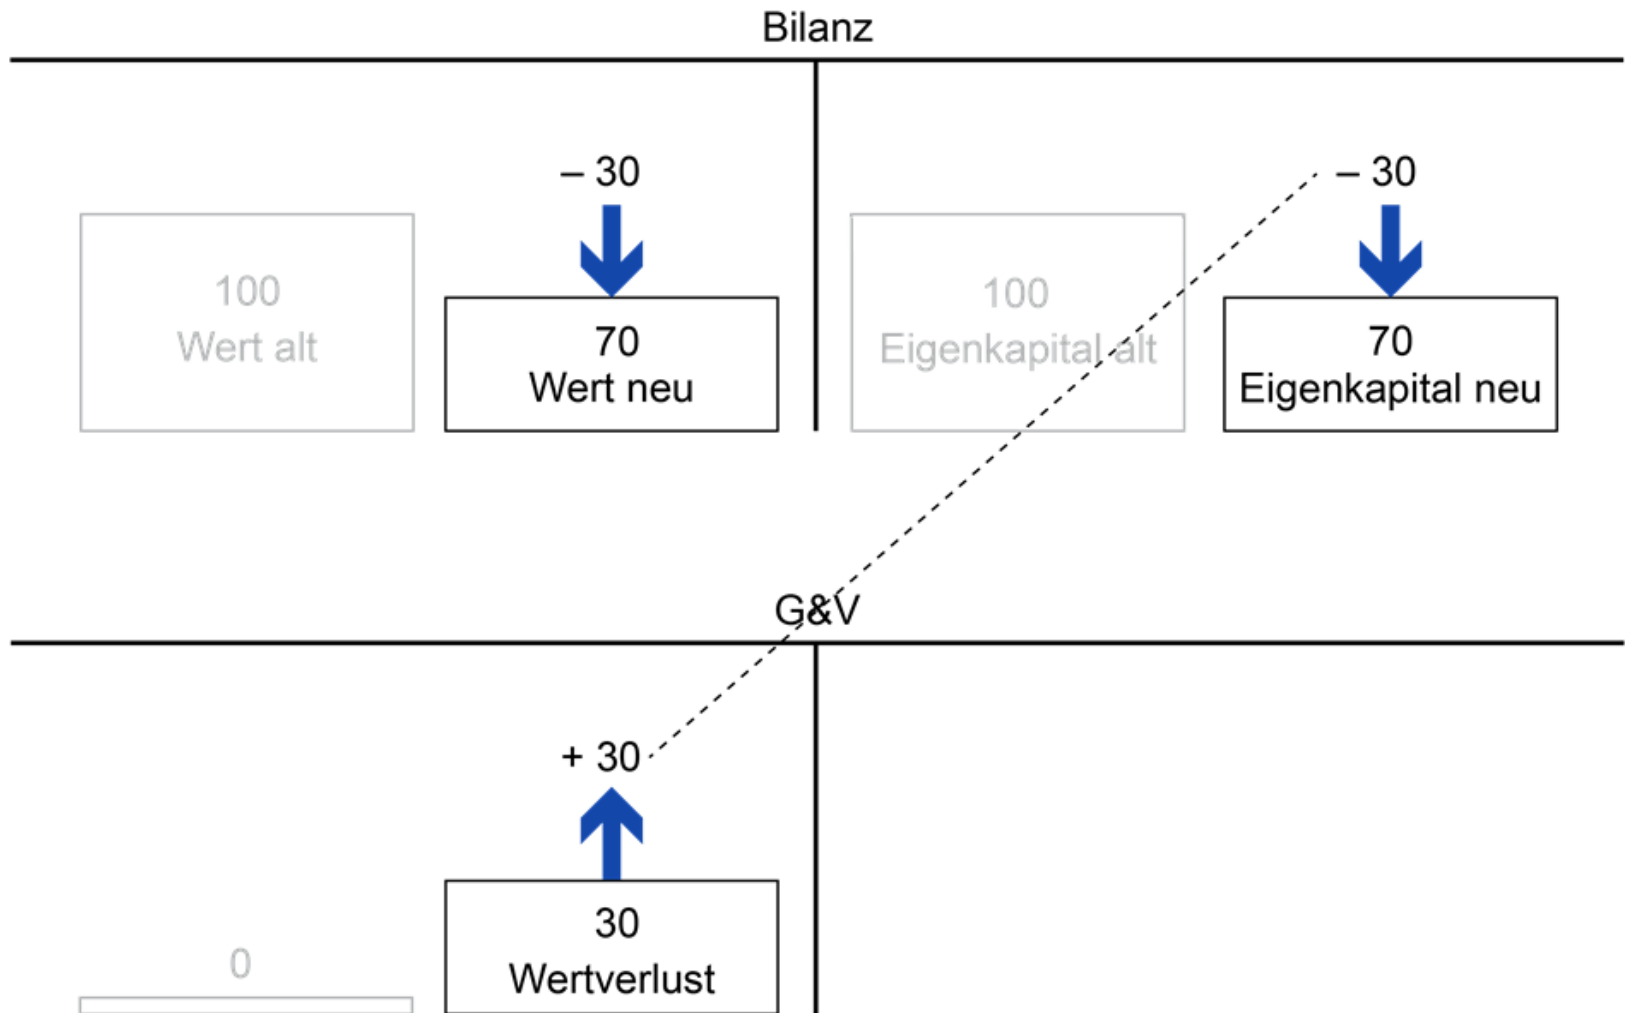 Bilanz
– 30
– 30
100
Wert alt
70
Wert neu
100
Eigenkapital alt
70
Eigenkapital neu
G&V
+ 30
0
30
Wertverlust